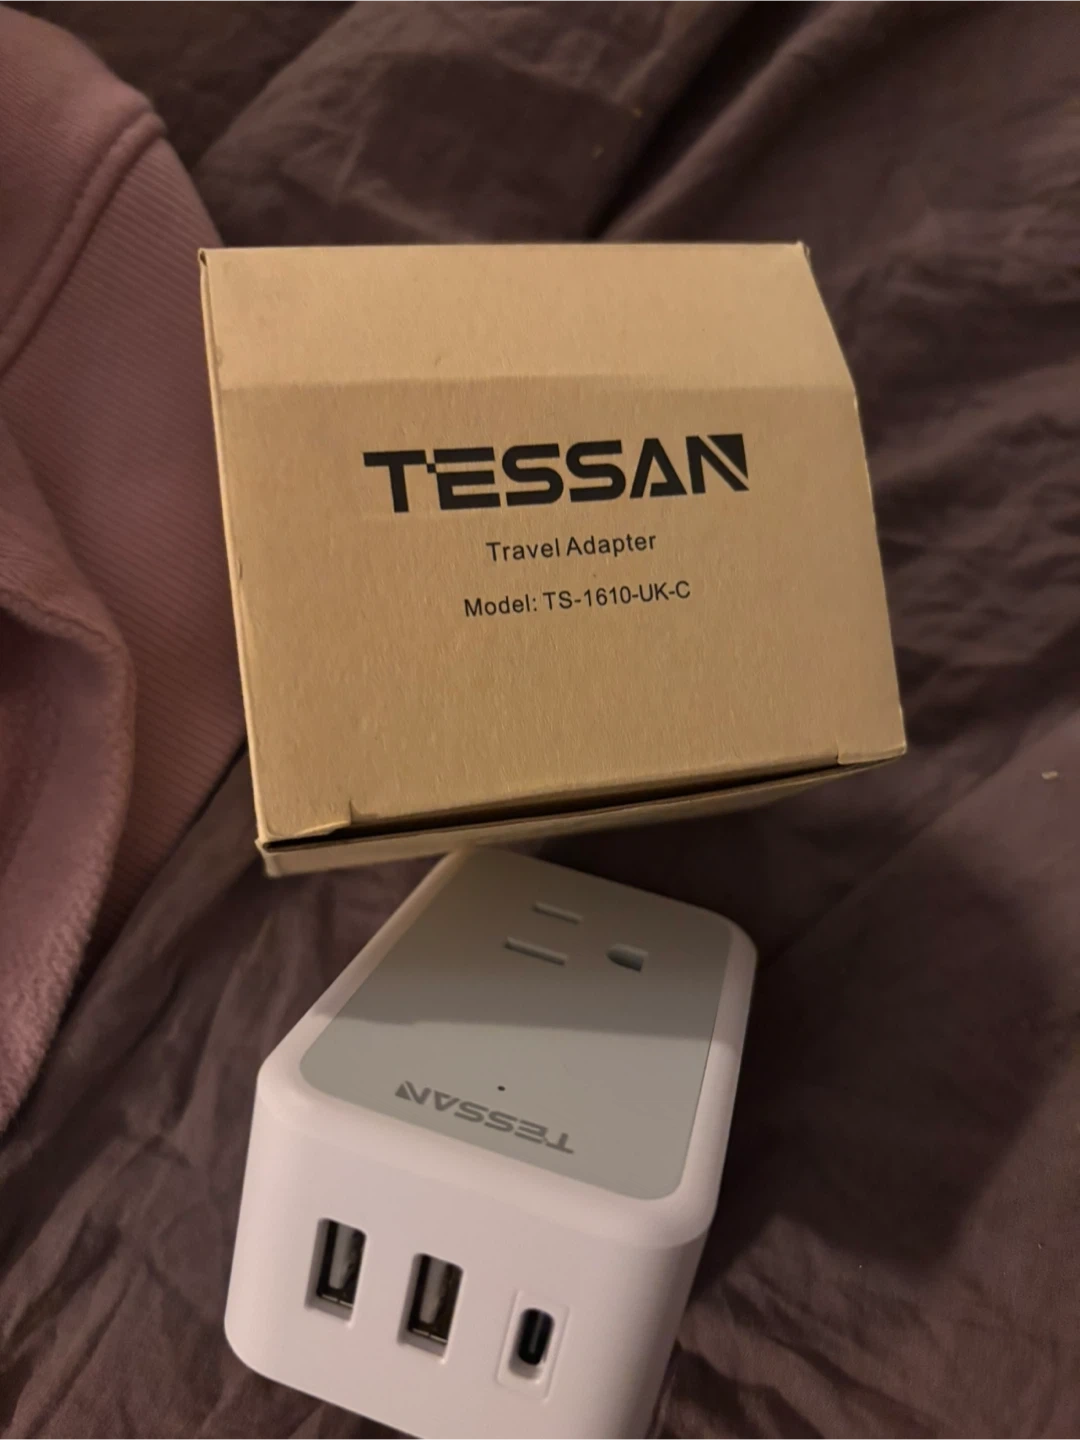 TESSAN
Travel Adapter
Model: TS-1610-UK-C
TESSAN